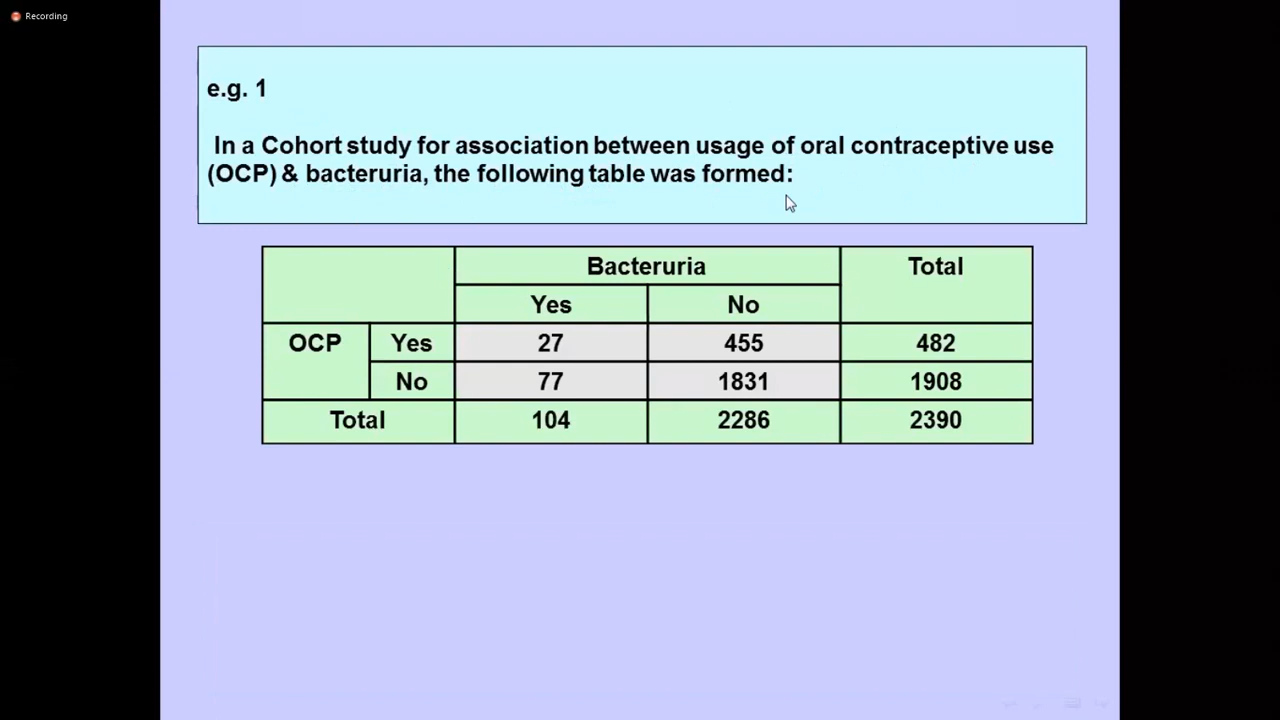 Recording
e.g. 1
In a Cohort study for association between usage of oral contraceptive use
(OCP) & bacteruria, the following table was formed:
Bacteruria Total
Yes No
OCP Yes 27 455 482
No 77 1831 1908
Total 104 2286 2390